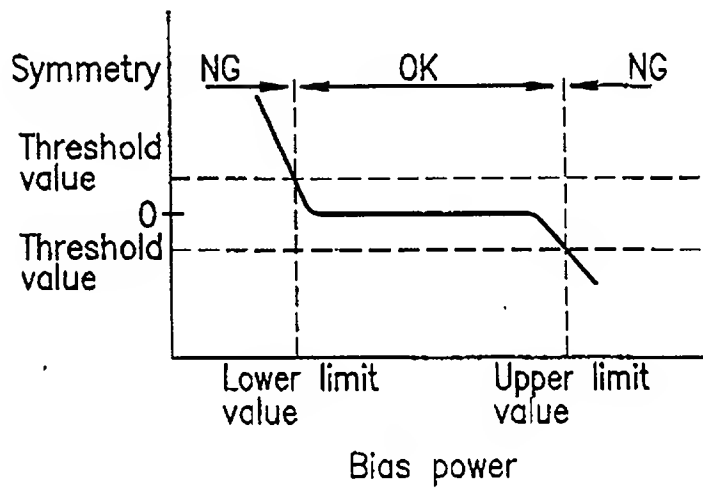 Symmetry NG OK NG
Threshold
value
0
Threshold
value
Lower limit
value
Upper limit
value
Bias power